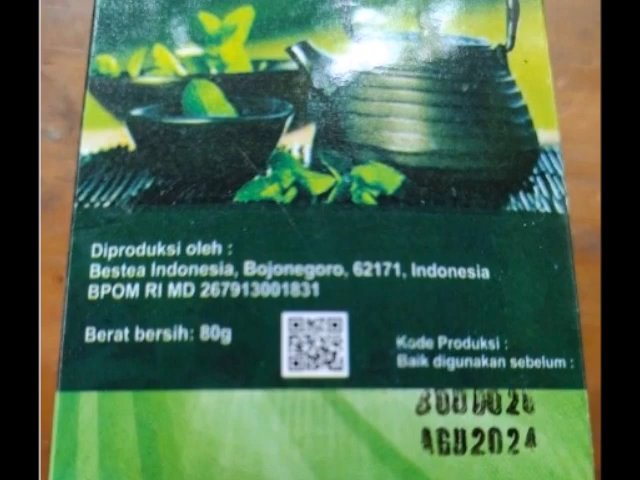 Diproduksi oleh :
Bestea Indonesia, Bojonegoro, 62171, Indonesia
BPOM RI MD 267913001831
Berat bersih: 80g
Kode Produksi :
Baik digunakan sebelum :
AGU2024